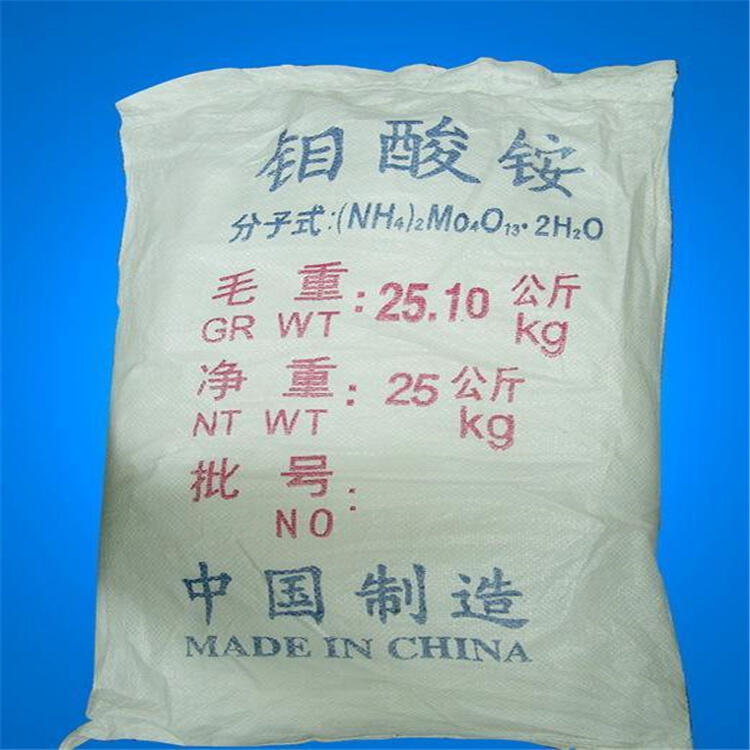 钼酸铵
分子式:(NH₄)₂Mo₄O₁₃·2H₂O
毛 重 : 25.10 公斤
GR WT kg
净 重 : 25 公斤
NT WT kg
批 号 :
NO
中国制造
MADE IN CHINA